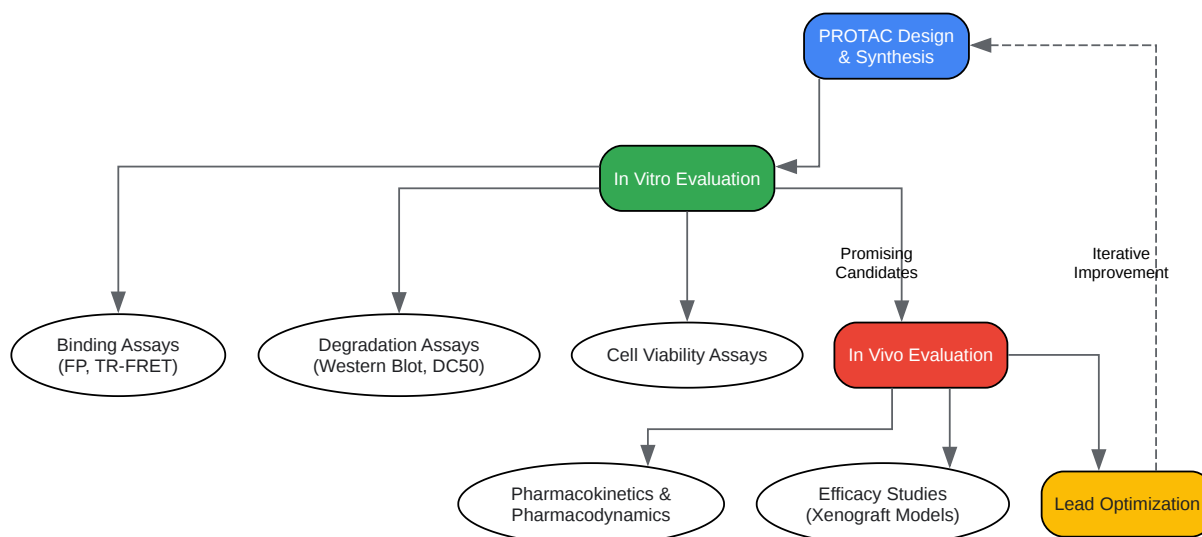 PROTAC Design
& Synthesis
In Vitro Evaluation
Promising
Candidates
Iterative
Improvement
Binding Assays
(FP, TR-FRET)
Degradation Assays
(Western Blot, DC50)
Cell Viability Assays
In Vivo Evaluation
Pharmacokinetics &
Pharmacodynamics
Efficacy Studies
(Xenograft Models)
Lead Optimization